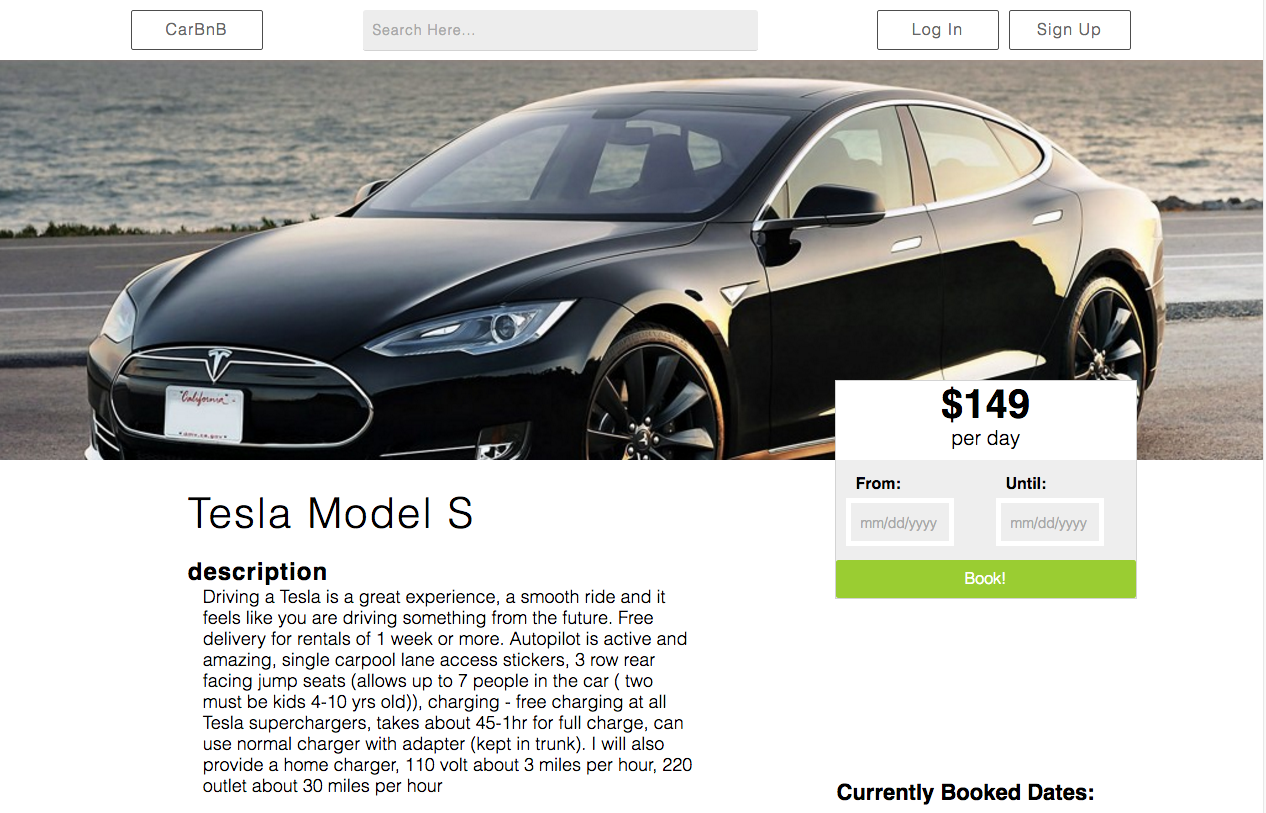 CarBnB
Search Here...
Log In
Sign Up
California
$149
per day
From:
Until:
mm/dd/yyyy
mm/dd/yyyy
Book!
Tesla Model S
description
Driving a Tesla is a great experience, a smooth ride and it
feels like you are driving something from the future. Free
delivery for rentals of 1 week or more. Autopilot is active and
amazing, single carpool lane access stickers, 3 row rear
facing jump seats (allows up to 7 people in the car ( two
must be kids 4-10 yrs old)), charging - free charging at all
Tesla superchargers, takes about 45-1hr for full charge, can
use normal charger with adapter (kept in trunk). I will also
provide a home charger, 110 volt about 3 miles per hour, 220
outlet about 30 miles per hour
Currently Booked Dates: